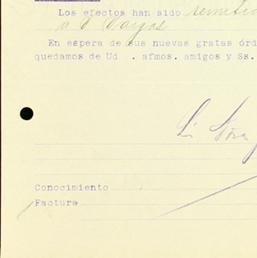 Los efectos han sido
En espera de sus nuevas gratas órd
quedamos de Ud . afmos. amigos y Ss.
Conocimiento
Factura